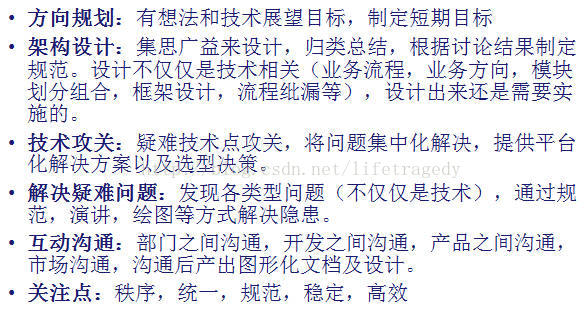 • 方向规划：有想法和技术展望目标，制定短期目标
• 架构设计：集思广益来设计，归类总结，根据讨论结果制定
规范。设计不仅仅是技术相关（业务流程，业务方向，模块
划分组合，框架设计，流程纰漏等），设计出来还是需要实
施的。
• 技术攻关：疑难技术点攻关，将问题集中化解决，提供平台
化解决方案以及选型决策。
• 解决疑难问题：发现各类型问题（不仅仅是技术），通过规
范，演讲，绘图等方式解决隐患。
• 互动沟通：部门之间沟通，开发之间沟通，产品之间沟通，
市场沟通，沟通后产出图形化文档及设计。
• 关注点：秩序，统一，规范，稳定，高效